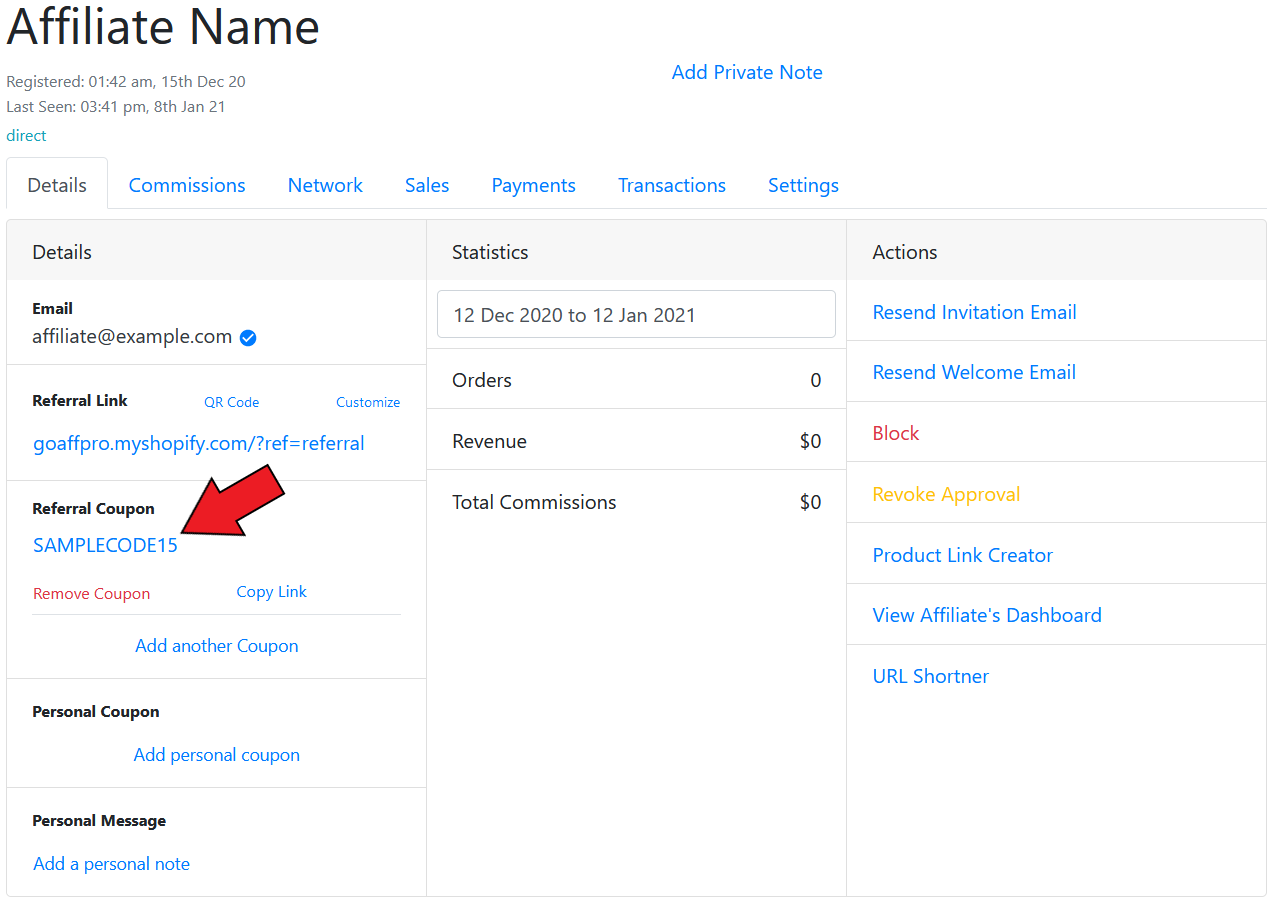 Affiliate Name
Registered: 01:42 am, 15th Dec 20
Add Private Note
Last Seen: 03:41 pm, 8th Jan 21
direct
Details Commissions Network Sales Payments Transactions Settings
Details
Email
affiliate@example.com
Referral Link QR Code Customize
goaffpro.myshopify.com/?ref=referral
Referral Coupon
SAMPLECODE15
Remove Coupon Copy Link
Add another Coupon
Personal Coupon
Add personal coupon
Personal Message
Add a personal note
Statistics
12 Dec 2020 to 12 Jan 2021
Orders 0
Revenue $0
Total Commissions $0
Actions
Resend Invitation Email
Resend Welcome Email
Block
Revoke Approval
Product Link Creator
View Affiliate's Dashboard
URL Shortner